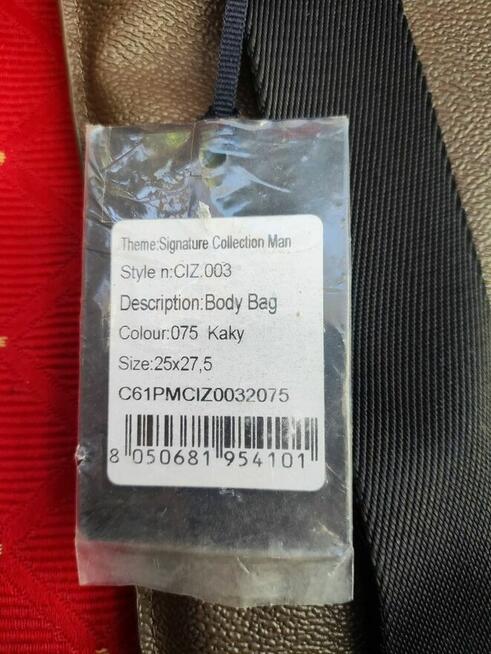 Theme:Signature Collection Man
Style n:CIZ.003
Description:Body Bag
Colour:075 Kaky
Size:25x27,5
C61PMCIZ0032075
8 050681 954101